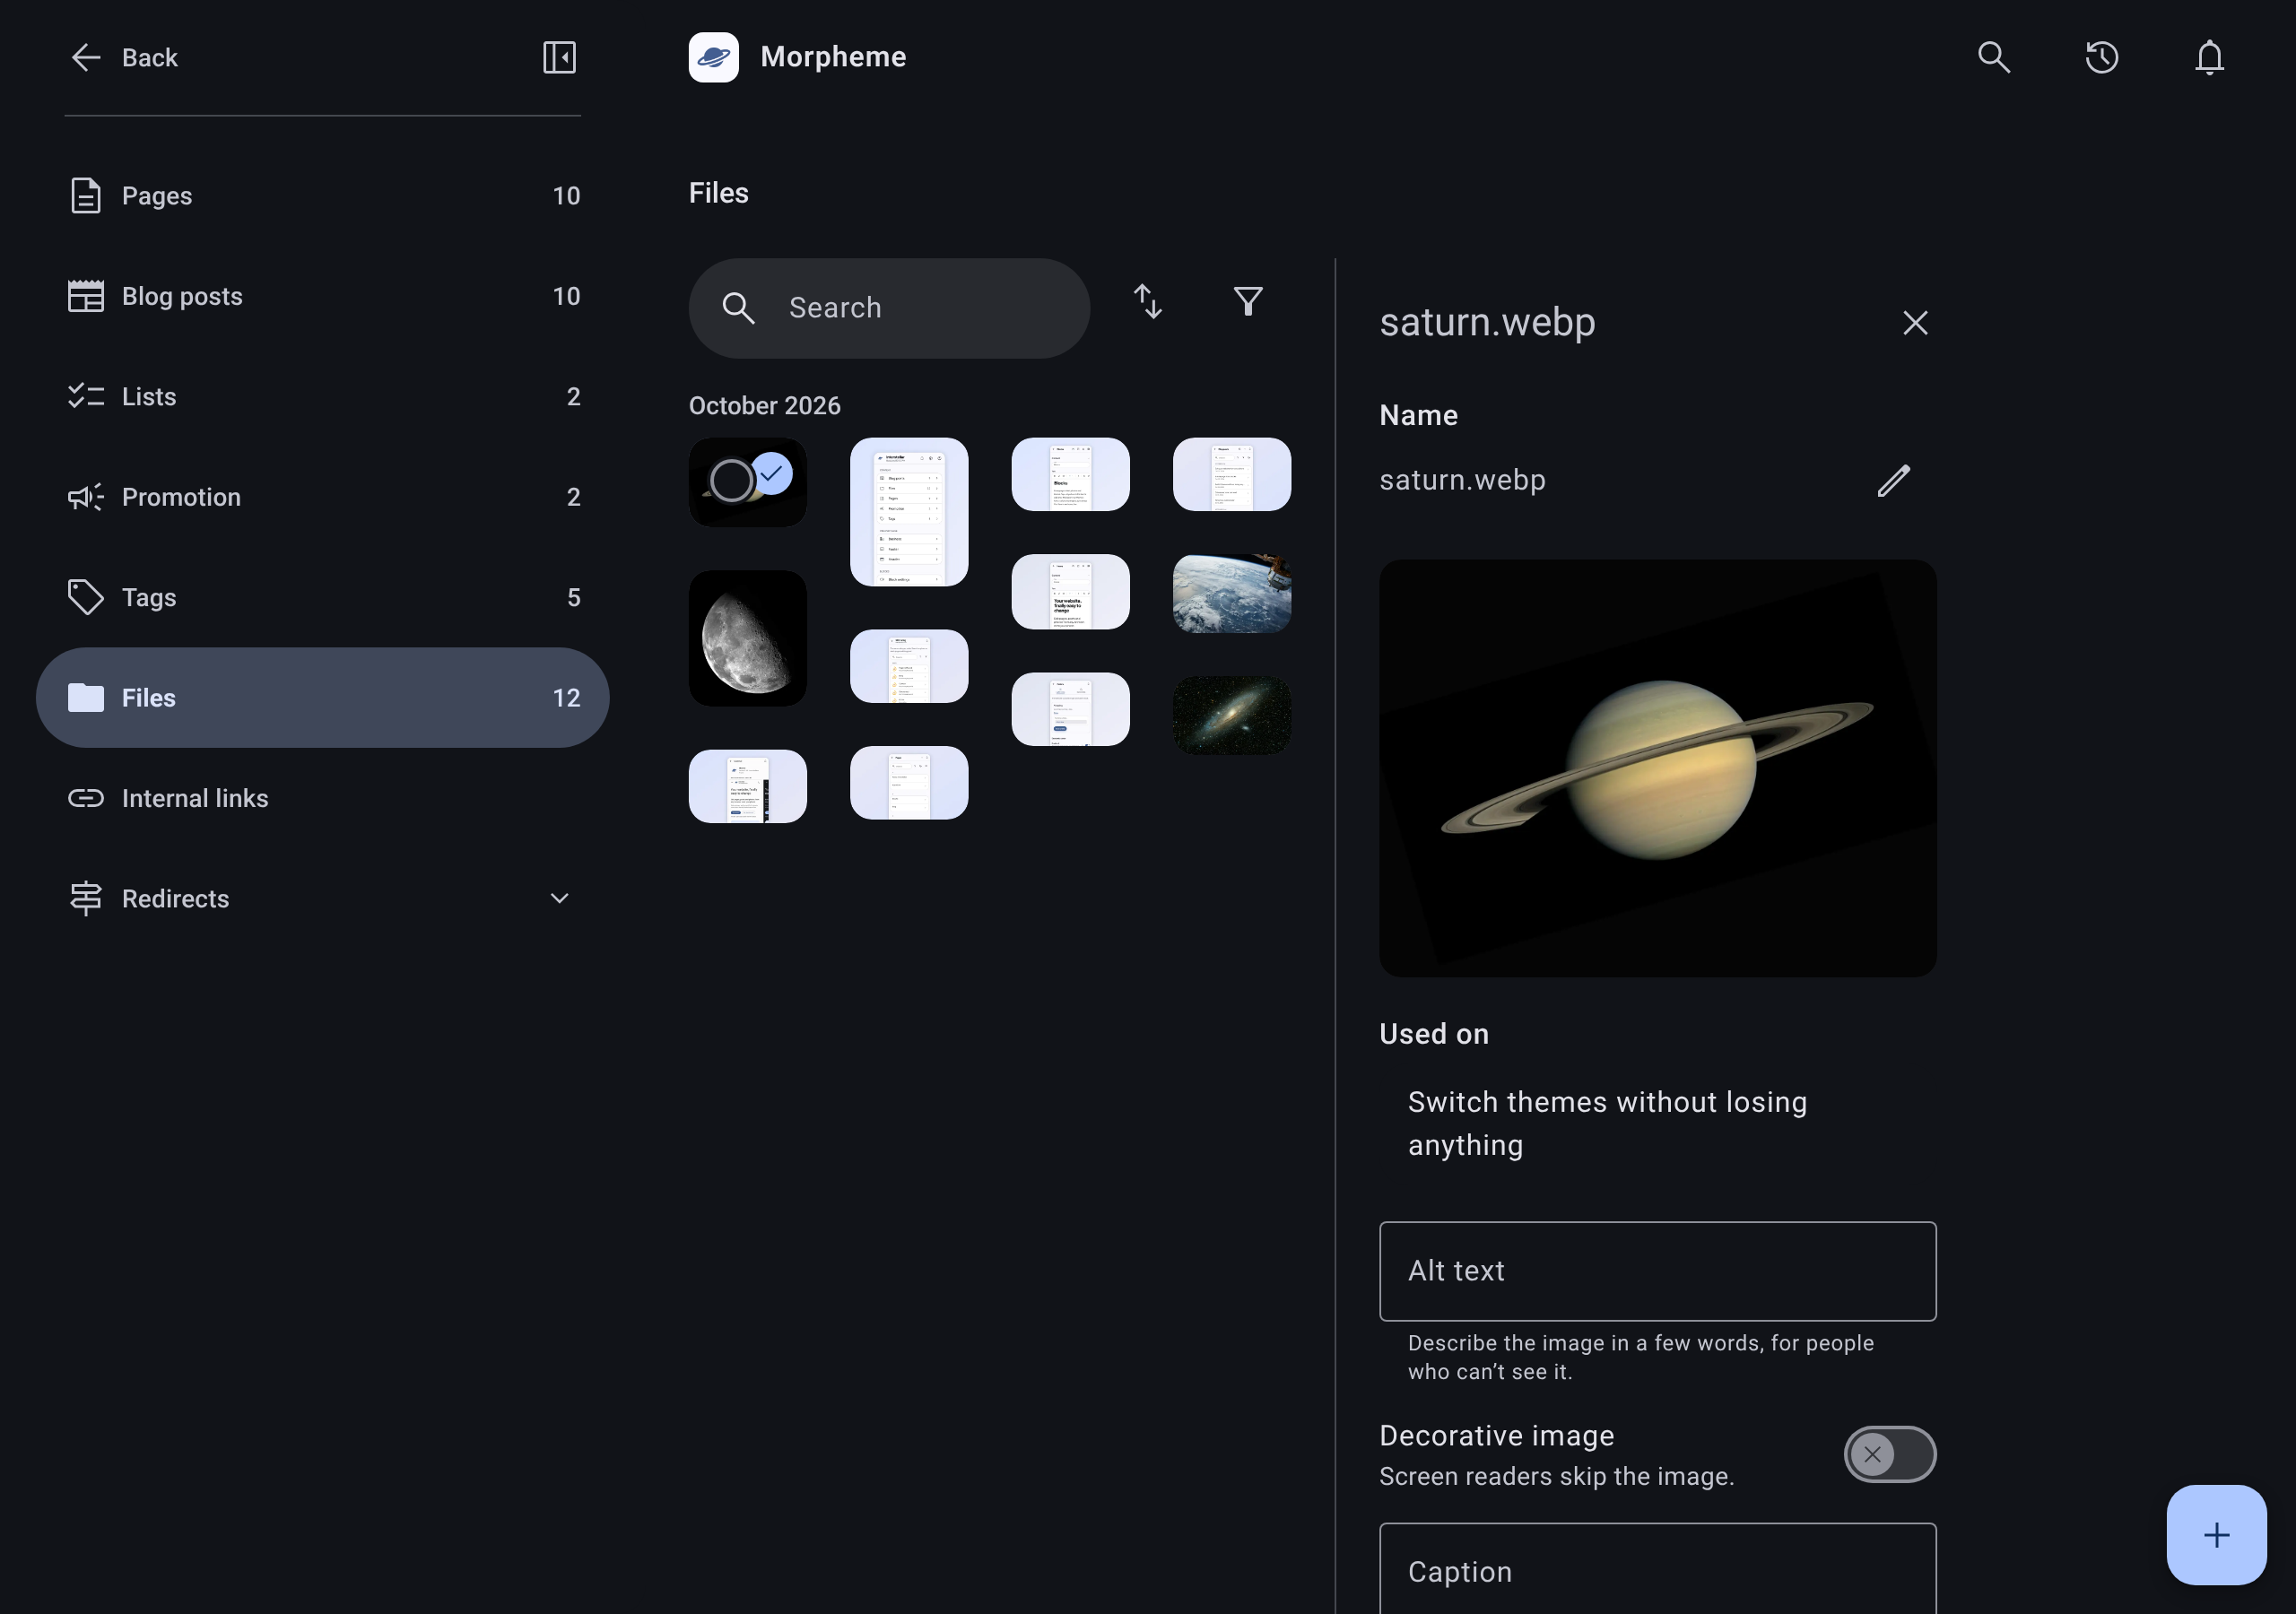 Back
Morpheme
Pages 10
Blog posts 10
Lists 2
Promotion 2
Tags 5
Files 12
Internal links
Redirects
Files
Search
October 2026
saturn.webp
Name
saturn.webp
Used on
Switch themes without losing
anything
Alt text
Describe the image in a few words, for people
who can’t see it.
Decorative image
Screen readers skip the image.
Caption